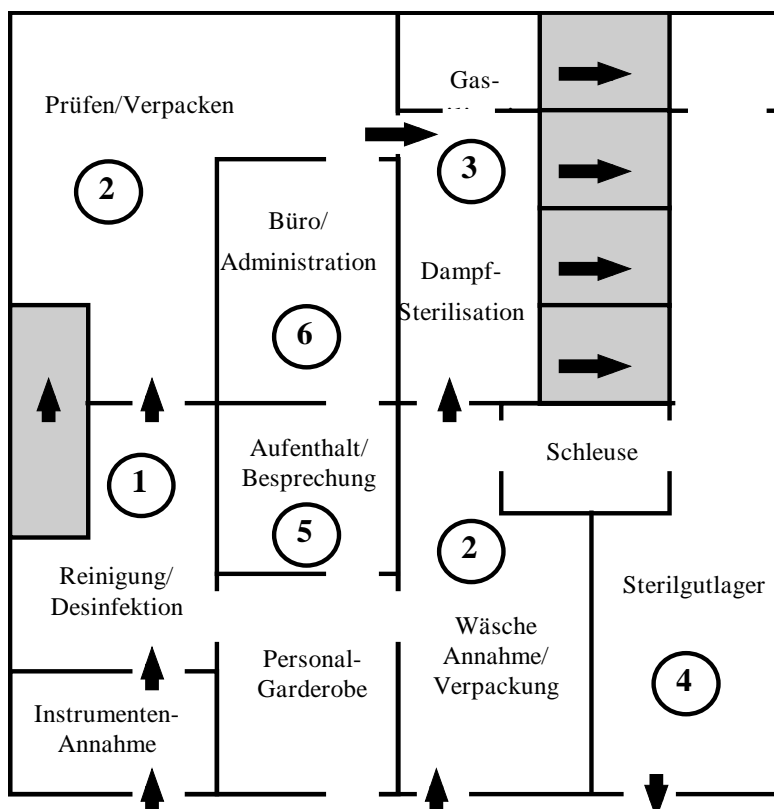 Gas-
Prüfen/Verpacken
2
3
Büro/
Administration
Dampf-
Sterilisation
6
Aufenthalt/
Besprechung
Schleuse
1
5
2
Reinigung/
Desinfektion
Sterilgutlager
Wäsche
Annahme/
Verpackung
Personal-
Garderobe
4
Instrumenten-
Annahme